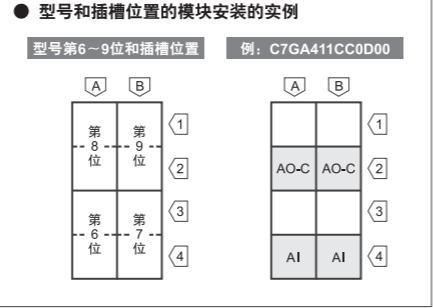 ● 型号和插槽位置的模块安装的实例
型号第6～9位和插槽位置
例：C7GA411CC0D00
A B
A B
第8位
第9位
1
2
第6位
第7位
3
4
1
AO-C AO-C 2
3
AI AI 4